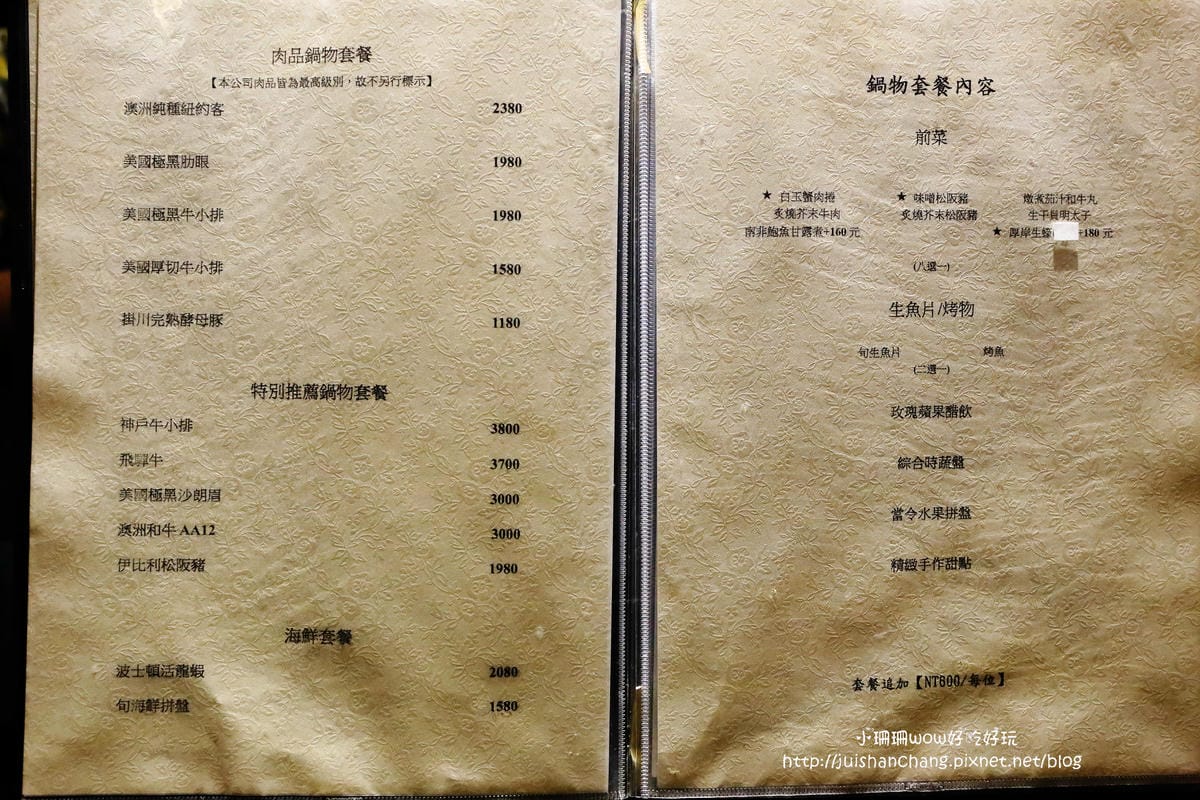 肉品鍋物套餐
【本公司肉品皆為最高級別,故不另行標示】
澳洲純種紐約客 2380
美國極黑肋眼 1980
美國極黑牛小排 1980
美國厚切牛小排 1580
掛川完熟酵母豚 1180
特別推薦鍋物套餐
神戶牛小排 3800
飛驒牛 3700
美國極黑沙朗眉 3000
澳洲和牛 AA12 3000
伊比利松阪豬 1980
海鮮套餐
波士頓活龍蝦 2080
旬海鮮拼盤 1580
鍋物套餐內容
前菜
★ 白玉蟹肉捲 ★ 味噌松阪豬 燉煮茄汁和牛丸
炙燒芥末牛肉 炙燒芥末松阪豬 生干貝明太子
南非鮑魚甘露煮+160 元 ★ 厚岸生蠔 +180 元
(八選一)
生魚片/烤物
旬生魚片 烤魚
(二選一)
玫瑰蘋果醋飲
綜合時蔬盤
當令水果拼盤
精緻手作甜點
套餐追加【NT600/每位】
小珊珊wow好吃好玩
http://juishanchang.pixnet.net/blog